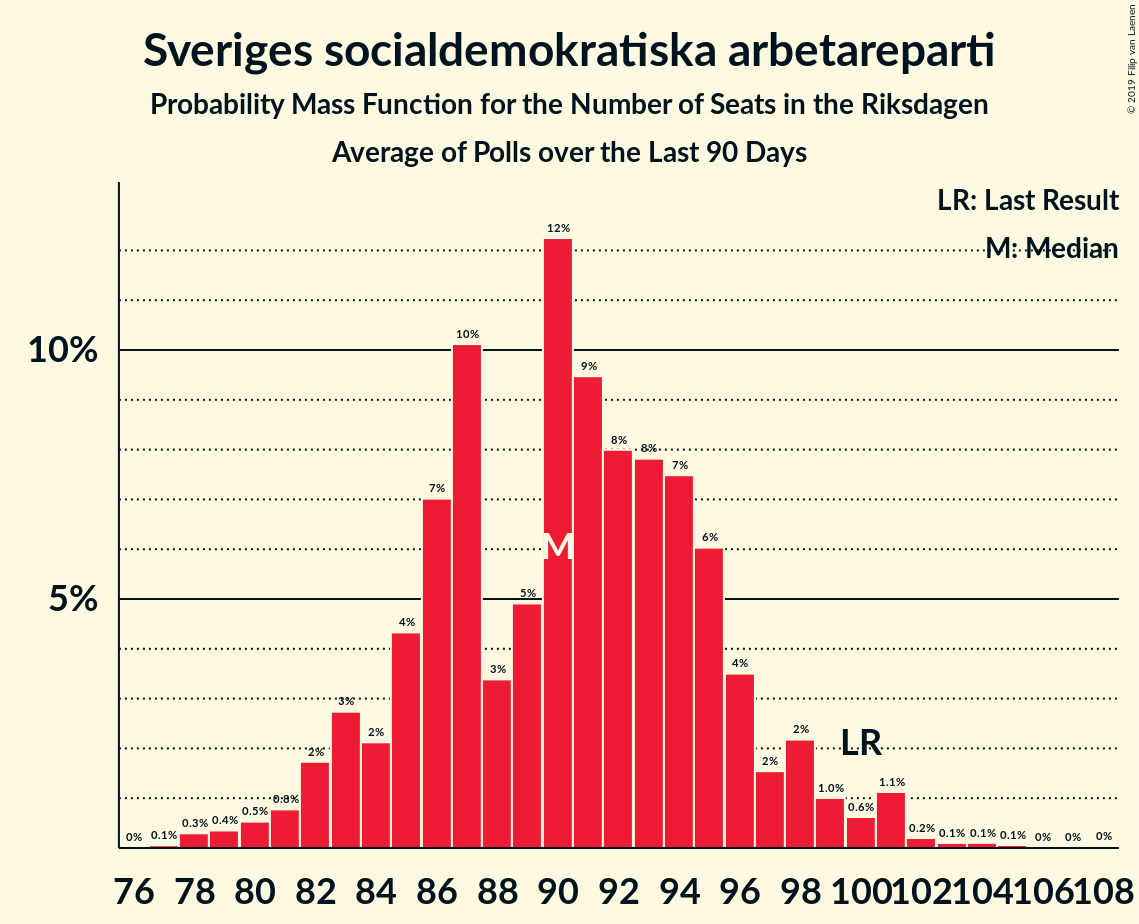 Sveriges socialdemokratiska arbetareparti
Probability Mass Function for the Number of Seats in the Riksdagen
Average of Polls over the Last 90 Days
© 2019 Filip van Laenen
LR: Last Result
M: Median
10%
5%
0% 0.1% 0.3% 0.4% 0.5% 0.8% 2% 3% 2% 4% 7% 10% 3% 5% 12% 9% 8% 8% 7% 6% 4% 2% 2% 1.0% 0.6% 1.1% 0.2% 0.1% 0.1% 0.1% 0% 0% 0%
M
LR
76 78 80 82 84 86 88 90 92 94 96 98 100 102 104 106 108